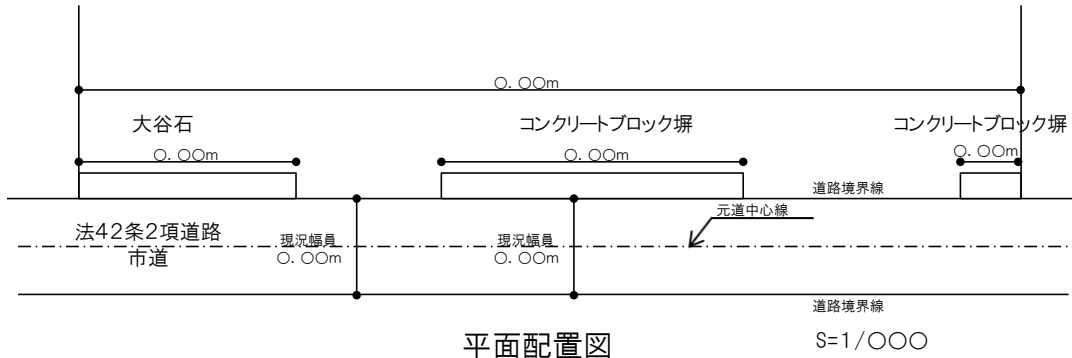 〇．〇〇m
大谷石
コンクリートブロック塀
コンクリートブロック塀
〇．〇〇m
〇．〇〇m
〇．〇〇m
道路境界線
元道中心線
法42条2項道路
市道
現況幅員
〇．〇〇m
現況幅員
〇．〇〇m
道路境界線
平面配置図
S=1/〇〇〇